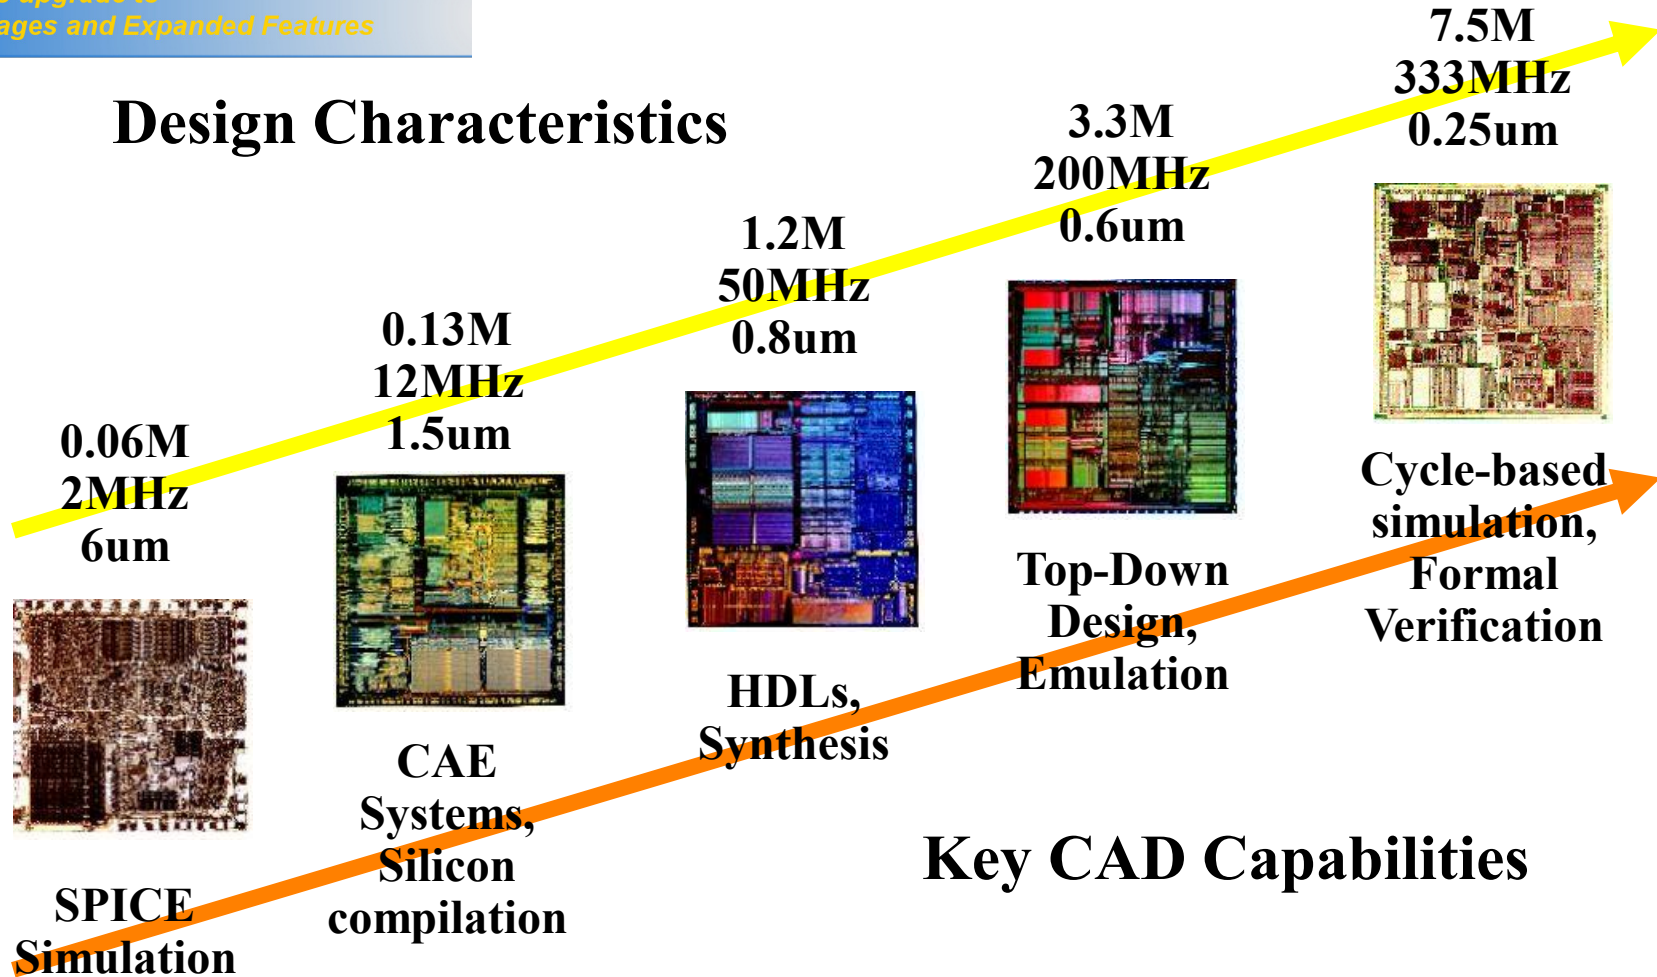 upgrade to
ages and Expanded Features
Design Characteristics
0.06M
2MHz
6um
0.13M
12MHz
1.5um
1.2M
50MHz
0.8um
3.3M
200MHz
0.6um
7.5M
333MHz
0.25um
SPICE
Simulation
CAE
Systems,
Silicon
compilation
HDLs,
Synthesis
Top-Down
Design,
Emulation
Cycle-based
simulation,
Formal
Verification
Key CAD Capabilities